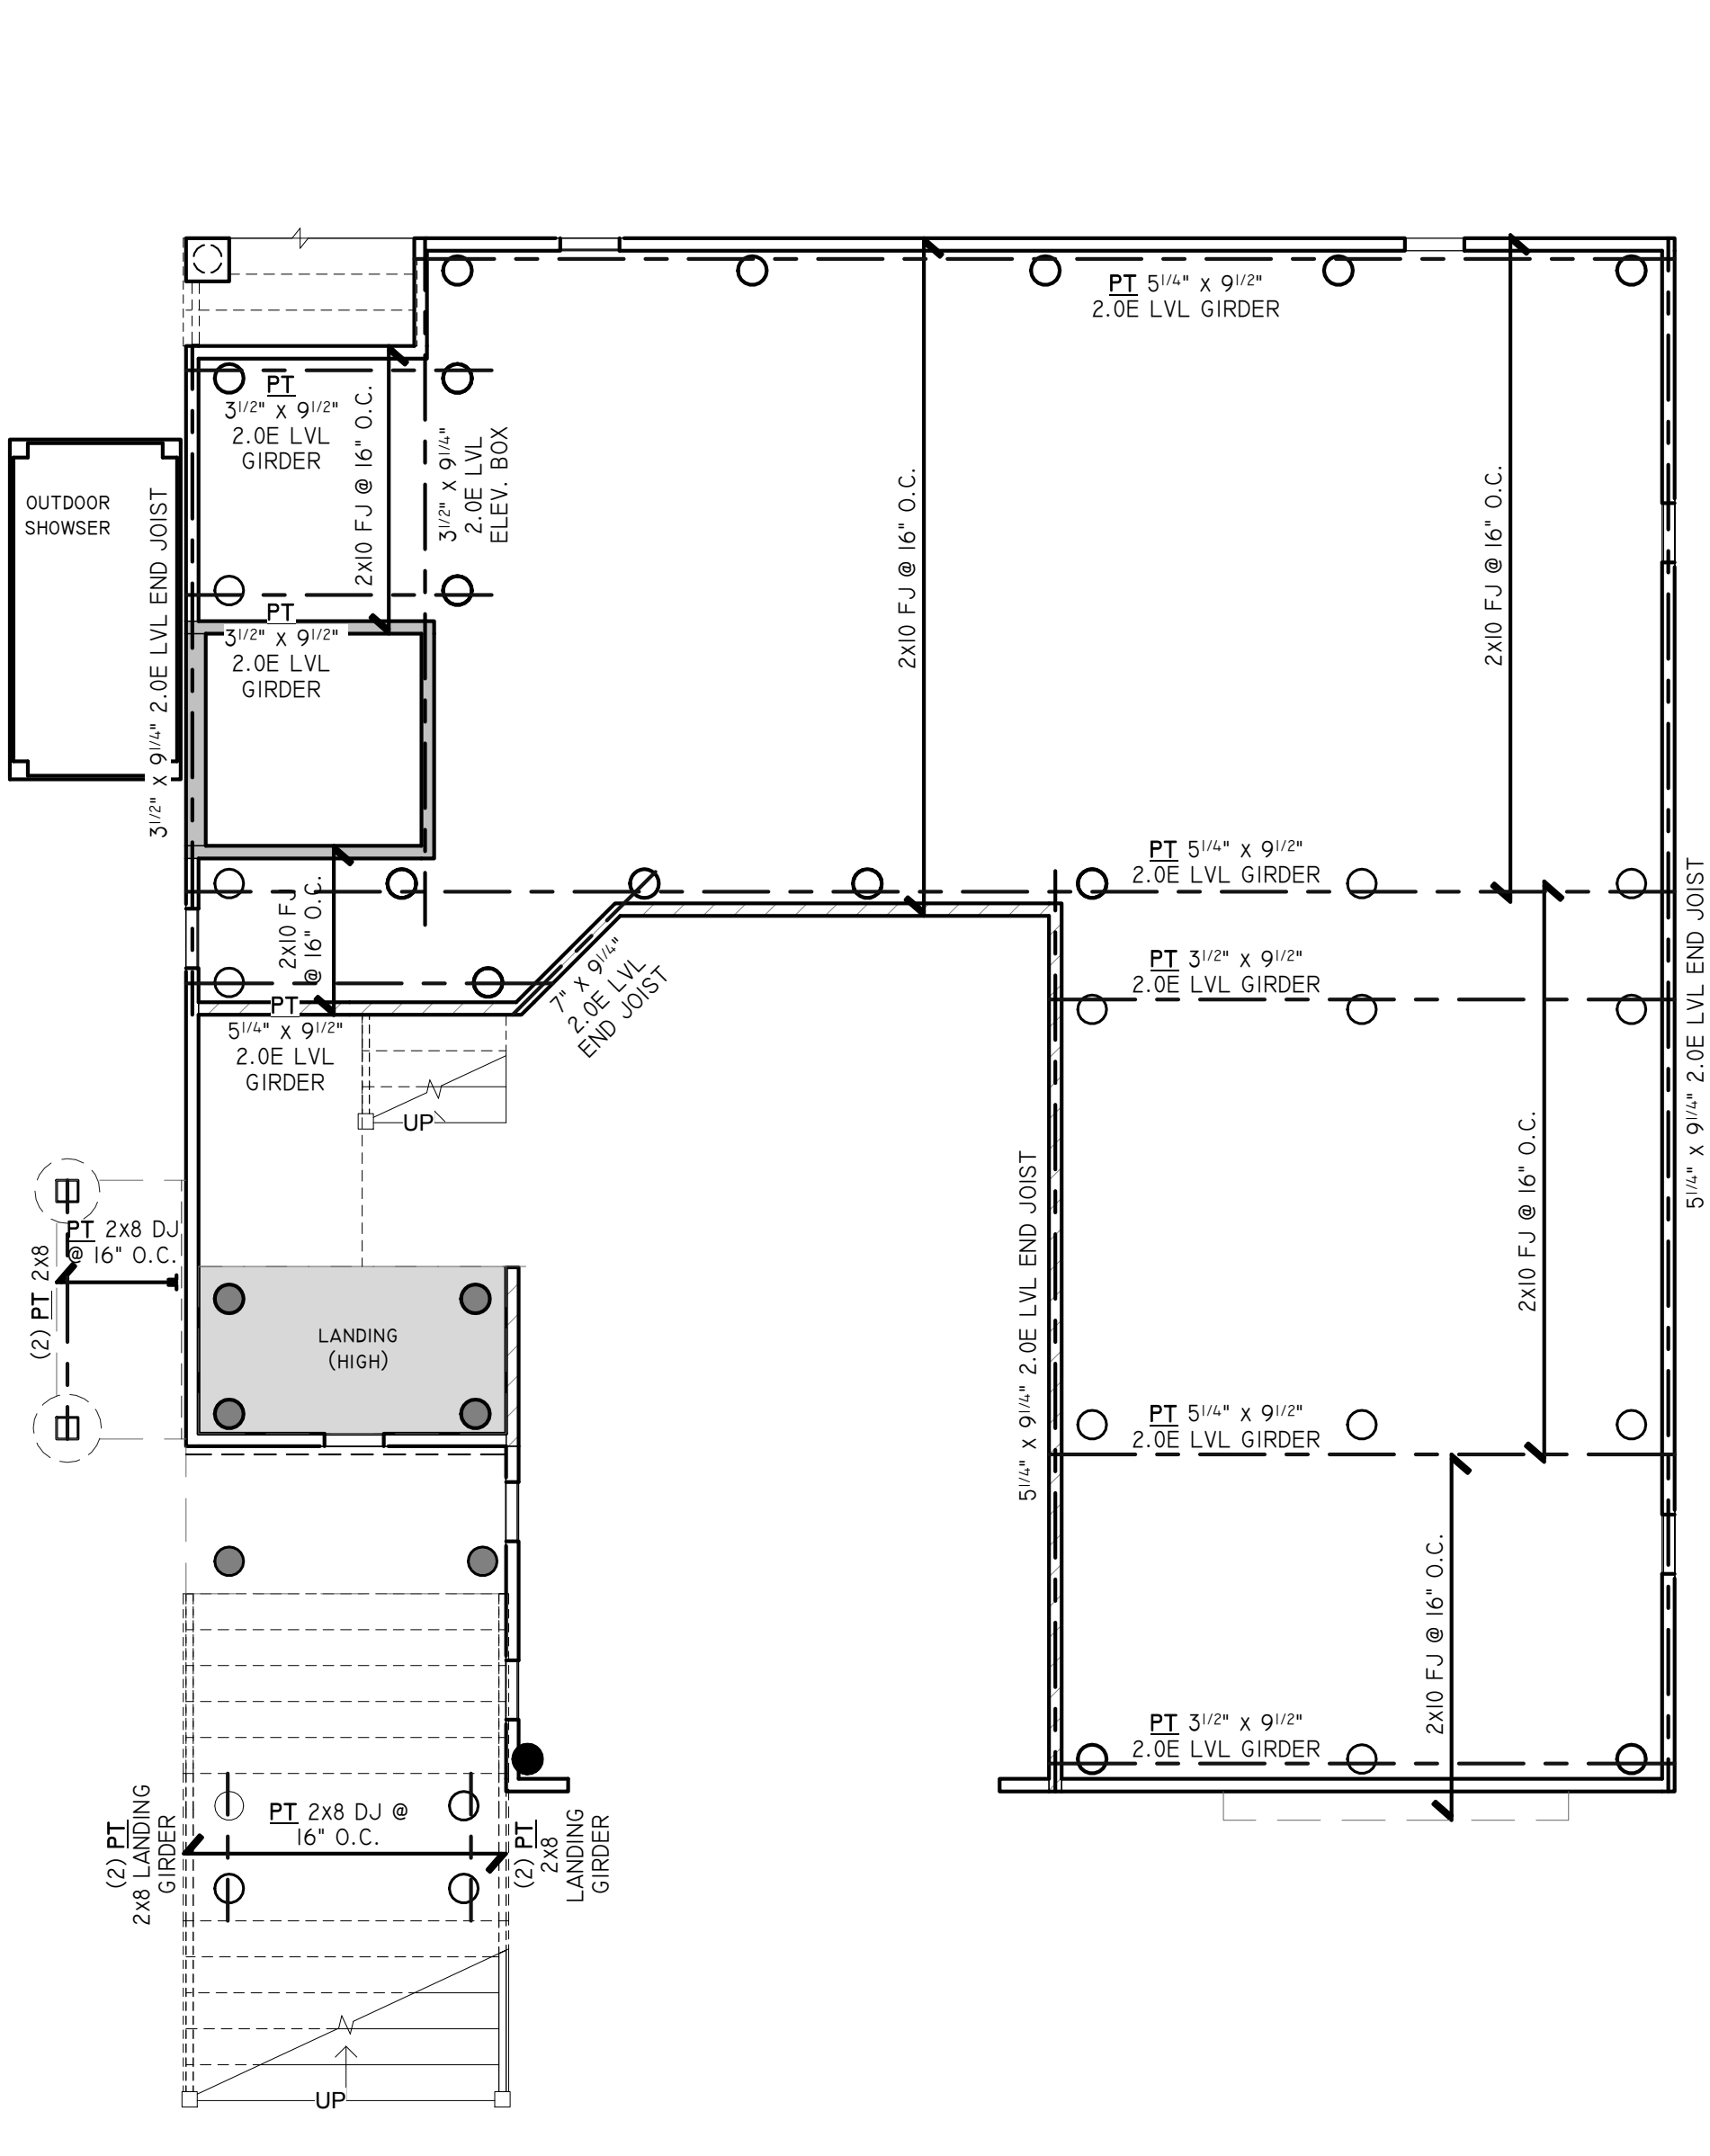 PT 5 1/4" X 9 1/2"
2.0E LVL GIRDER
PT
3 1/2" X 9 1/2"
2.0E LVL
GIRDER
2X10 FJ @ 16" O.C.
3 1/2" X 9 1/4"
2.0E LVL
ELEV. BOX
2X10 FJ @ 16" O.C.
2X10 FJ @ 16" O.C.
OUTDOOR
SHOWSER
3 1/2" X 9 1/4" 2.0E LVL END JOIST
PT
3 1/2" X 9 1/2"
2.0E LVL
GIRDER
PT 5 1/4" X 9 1/2"
2.0E LVL GIRDER
2X10 FJ
@ 16" O.C.
PT 3 1/2" X 9 1/2"
2.0E LVL GIRDER
7" X 9 1/4"
2.0E LVL
END JOIST
PT
5 1/4" X 9 1/2"
2.0E LVL
GIRDER
5 1/4" X 9 1/4" 2.0E LVL END JOIST
UP
2X10 FJ @ 16" O.C.
5 1/4" X 9 1/4" 2.0E LVL END JOIST
PT 2X8 DJ
@ 16" O.C.
(2) PT 2X8
LANDING
(HIGH)
PT 5 1/4" X 9 1/2"
2.0E LVL GIRDER
2X10 FJ @ 16" O.C.
PT 3 1/2" X 9 1/2"
2.0E LVL GIRDER
(2) PT
2X8 LANDING
GIRDER
PT 2X8 DJ @
16" O.C.
(2) PT
2X8
LANDING
GIRDER
UP